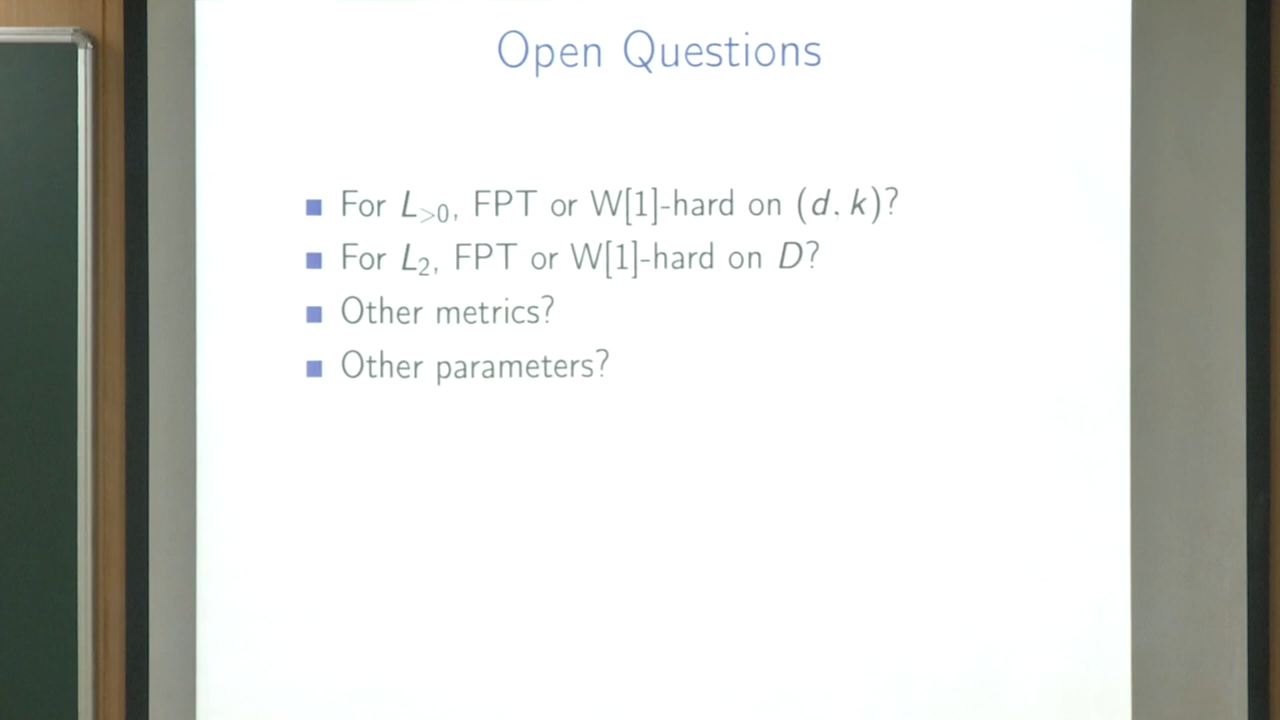 Open Questions
For L>0, FPT or W[1]-hard on (d, k)?
For L2, FPT or W[1]-hard on D?
Other metrics?
Other parameters?